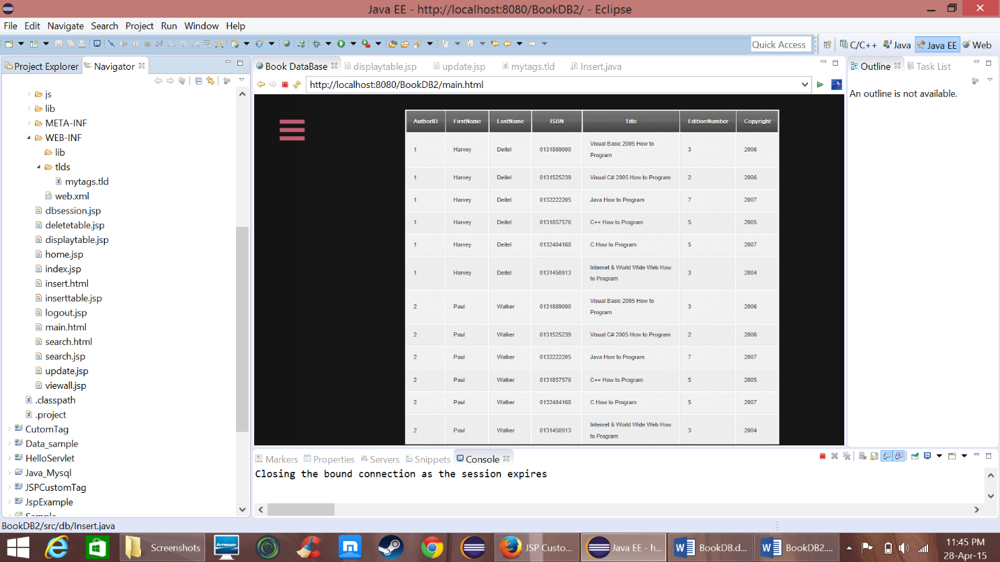 Java EE - http://localhost:8080/BookDB2/ - Eclipse
File Edit Navigate Search Project Run Window Help
Quick Access C/C++ Java Java EE Web
Project Explorer Navigator
js
lib
META-INF
WEB-INF
lib
tlds
mytags.tld
web.xml
dbsession.jsp
deletetable.jsp
displaytable.jsp
home.jsp
index.jsp
insert.html
inserttable.jsp
logout.jsp
main.html
search.html
search.jsp
update.jsp
viewall.jsp
.classpath
.project
CutomTag
Data_sample
HelloServlet
Java_Mysql
JSPCustomTag
JspExample
Sample
Book DataBase displaytable.jsp update.jsp mytags.tld Insert.java
http://localhost:8080/BookDB2/main.html
AuthorID FirstName LastName ISBN Title EditionNumber Copyright
1 Harvey Deitel 0131869000 Visual Basic 2005 How to Program 3 2006
1 Harvey Deitel 0131525239 Visual C# 2005 How to Program 2 2006
1 Harvey Deitel 0132222205 Java How to Program 7 2007
1 Harvey Deitel 0131857576 C++ How to Program 5 2005
1 Harvey Deitel 0132404168 C How to Program 5 2007
1 Harvey Deitel 0131450913 Internet & World Wide Web How to Program 3 2004
2 Paul Walker 0131869000 Visual Basic 2005 How to Program 3 2006
2 Paul Walker 0131525239 Visual C# 2005 How to Program 2 2006
2 Paul Walker 0132222205 Java How to Program 7 2007
2 Paul Walker 0131857576 C++ How to Program 5 2005
2 Paul Walker 0132404168 C How to Program 5 2007
2 Paul Walker 0131450913 Internet & World Wide Web How to Program 3 2004
Outline Task List
An outline is not available.
Markers Properties Servers Snippets Console
Closing the bound connection as the session expires
BookDB2/src/db/Insert.java
Screenshots lenovo JSP Custo... Java EE - h... BookDB.d... BookDB2.... 11:45 PM
28-Apr-15